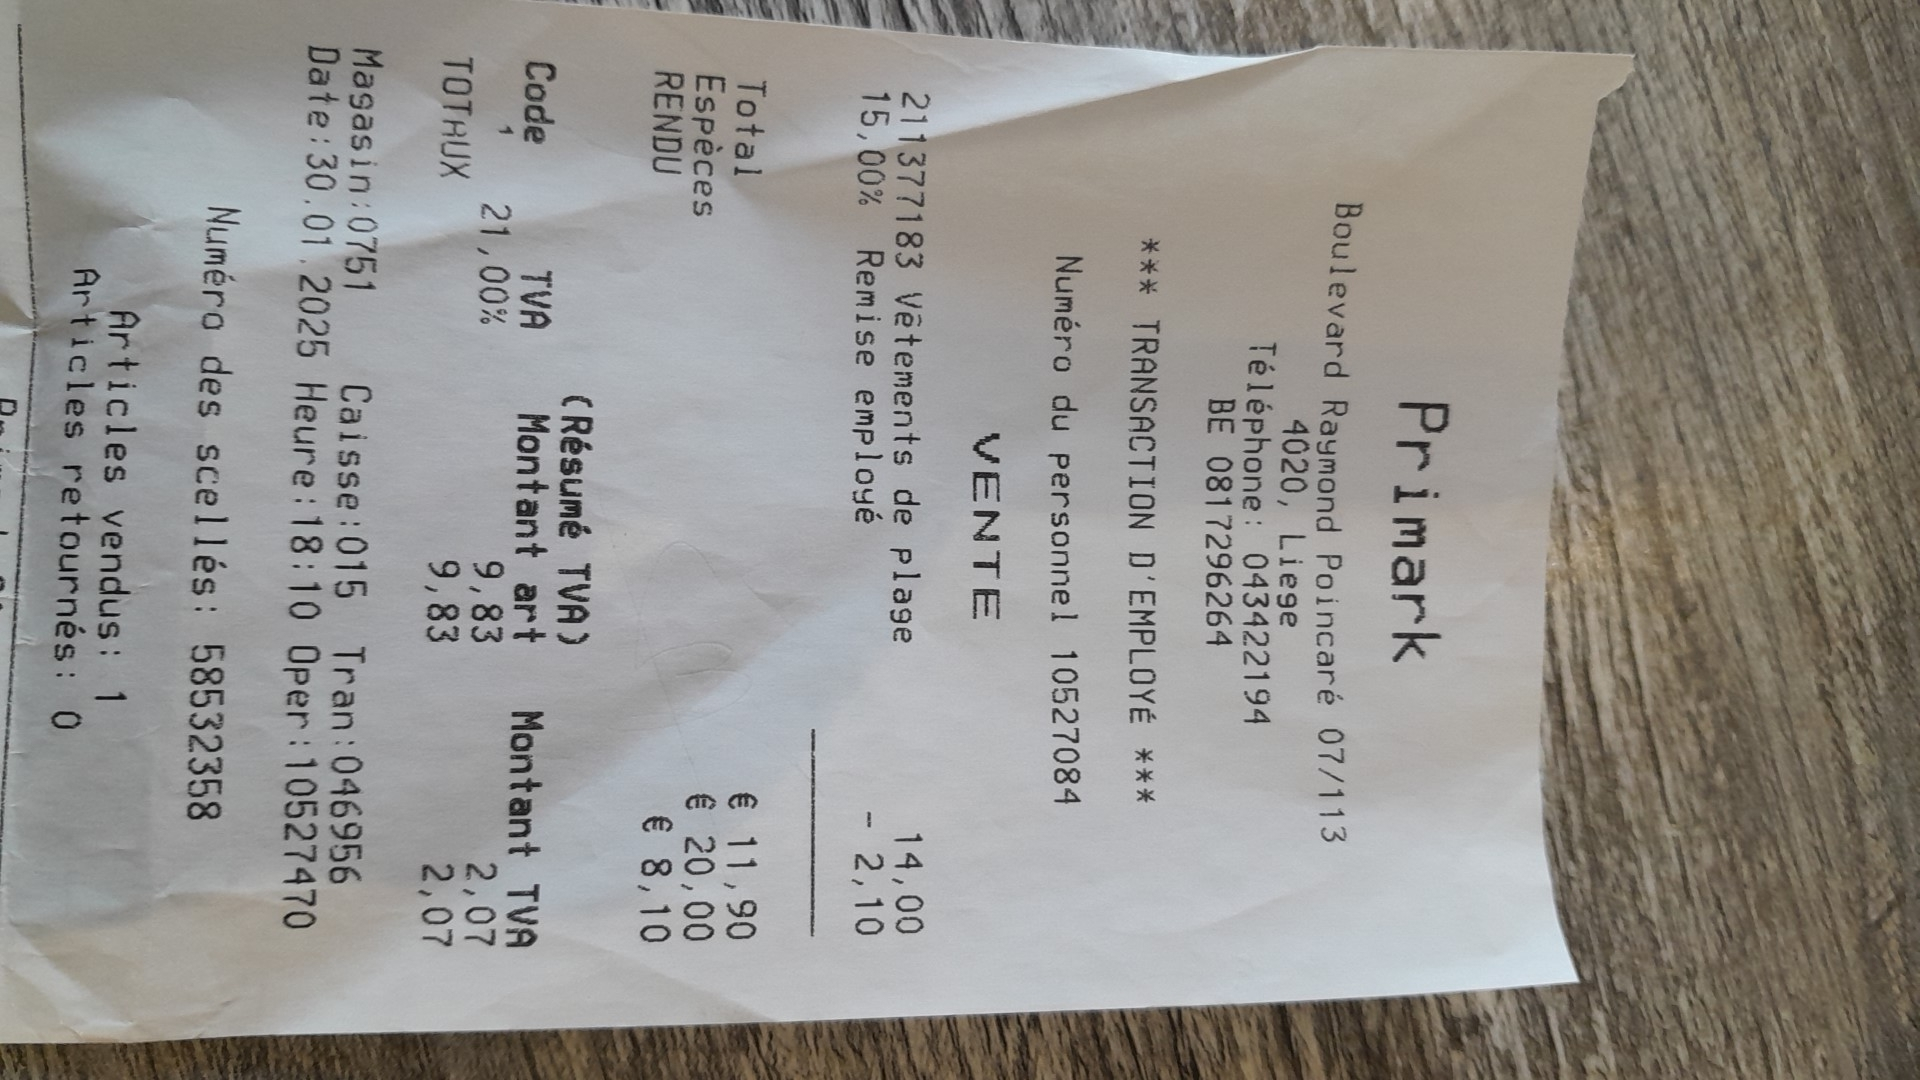 Primark
Boulevard Raymond Poincaré 07/113
4020, Liege
Téléphone: 043422194
BE 0817296264
*** TRANSACTION D'EMPLOYÉ ***
Numéro du personnel 10527084
VENTE
211377183 Vêtements de plage 14,00
15,00% Remise employé - 2,10
Total € 11,90
Espèces € 20,00
RENDU € 8,10
(Résumé TVA)
Code TVA Montant art Montant TVA
1 21,00% 9,83 2,07
TOTAUX 9,83 2,07
Magasin:0751 Caisse:015 Tran:046956
Date:30.01.2025 Heure:18:10 Oper:10527470
Numéro des scellés: 58532358
Articles vendus: 1
Articles retournés: 0